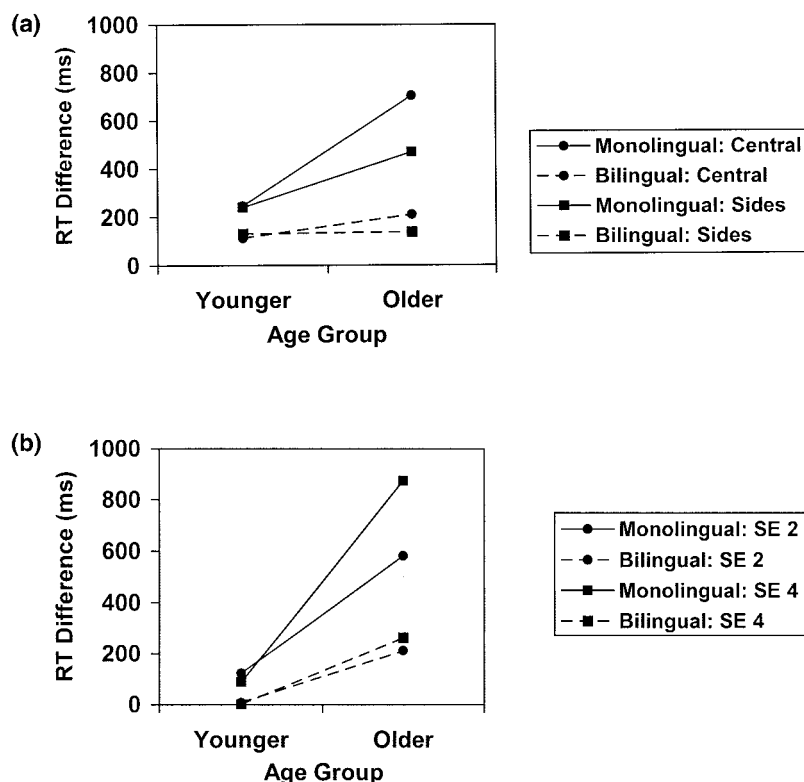 (a)
1000
800
600
400
200
0
RT Difference (ms)
Younger Older
Age Group
Monolingual: Central
Bilingual: Central
Monolingual: Sides
Bilingual: Sides
(b)
1000
800
600
400
200
0
RT Difference (ms)
Younger Older
Age Group
Monolingual: SE 2
Bilingual: SE 2
Monolingual: SE 4
Bilingual: SE 4